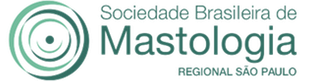 Sociedade Brasileira de
Mastologia
REGIONAL SÃO PAULO